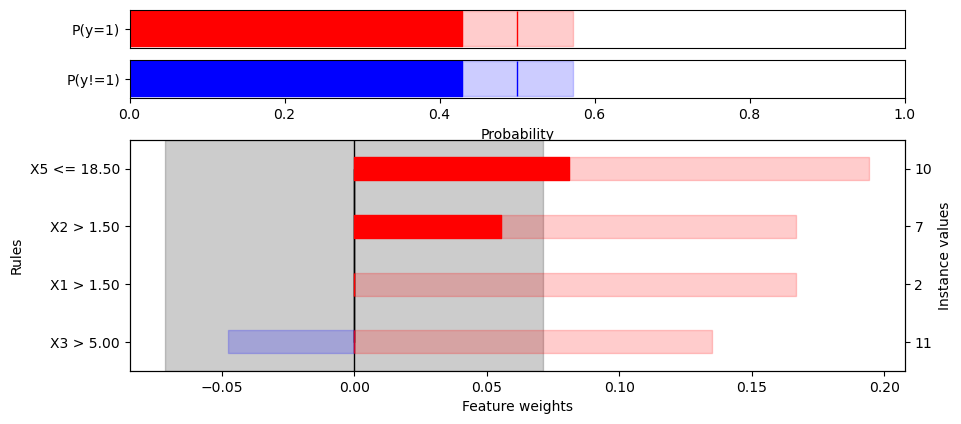 P(y=1)
P(y!=1)
0.0 0.2 0.4 0.6 0.8 1.0
Probability
X5 <= 18.50 10
X2 > 1.50 7
X1 > 1.50 2
X3 > 5.00 11
Rules
Instance values
−0.05 0.00 0.05 0.10 0.15 0.20
Feature weights